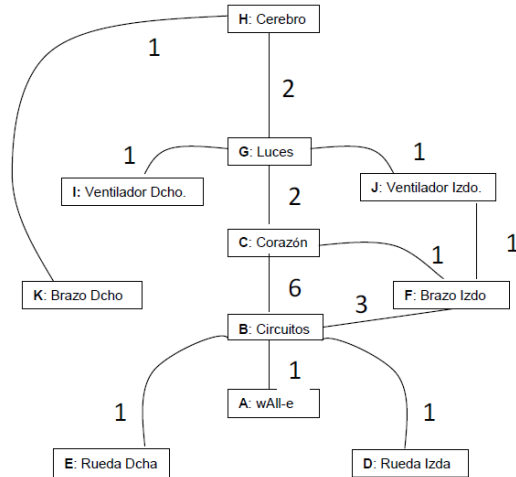 H: Cerebro
1
2
G: Luces
1
1
I: Ventilador Dcho.
J: Ventilador Izdo.
2
C: Corazón
1
1
K: Brazo Dcho
6
F: Brazo Izdo
3
B: Circuitos
1
A: wAll-e
1
1
E: Rueda Dcha
D: Rueda Izda